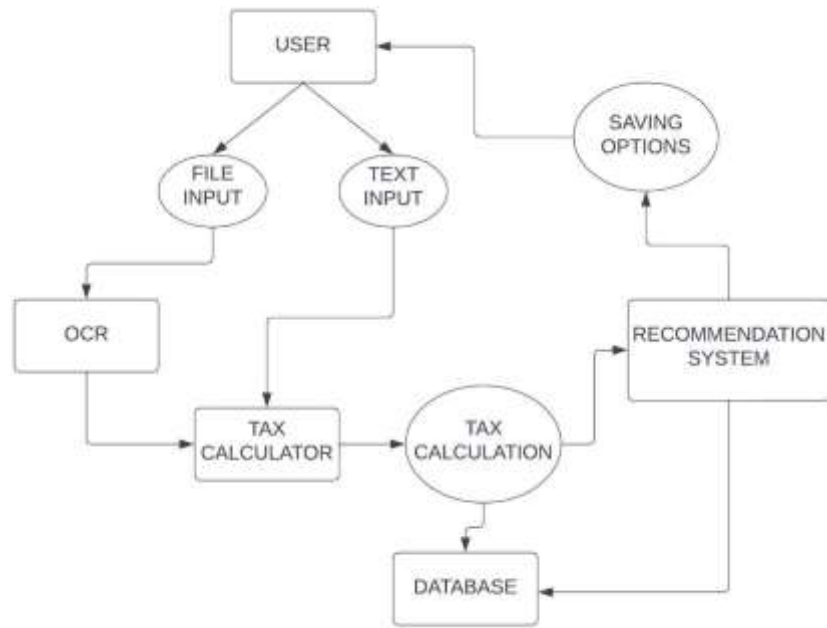 USER
SAVING
OPTIONS
FILE
INPUT
TEXT
INPUT
OCR
RECOMMENDATION
SYSTEM
TAX
CALCULATOR
TAX
CALCULATION
DATABASE